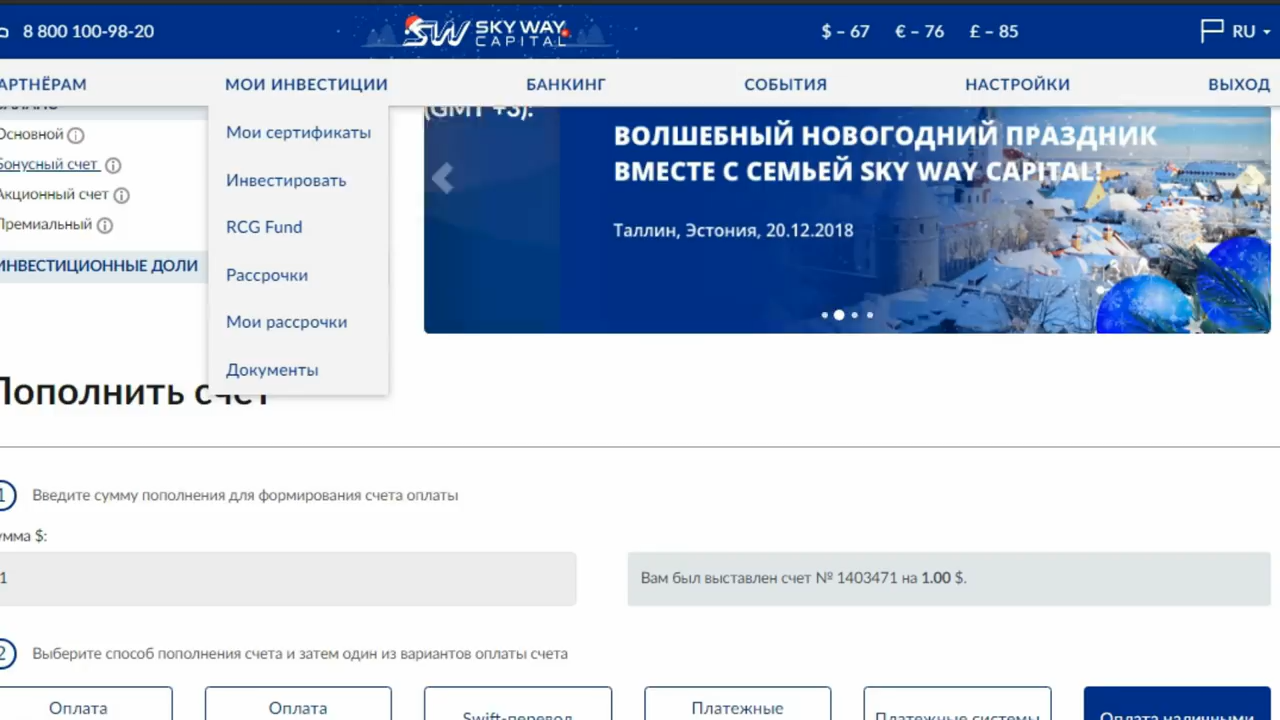 8 800 100-98-20
SKY WAY
CAPITAL
$ – 67 € – 76 £ – 85
RU
АРТНЁРАМ МОИ ИНВЕСТИЦИИ БАНКИНГ СОБЫТИЯ НАСТРОЙКИ ВЫХОД
Основной
Бонусный счет
Акционный счет
Премиальный
ИНВЕСТИЦИОННЫЕ ДОЛИ
Мои сертификаты
Инвестировать
RCG Fund
Рассрочки
Мои рассрочки
Документы
(GMT +3).
ВОЛШЕБНЫЙ НОВОГОДНИЙ ПРАЗДНИК
ВМЕСТЕ С СЕМЬЕЙ SKY WAY CAPITAL!
Таллин, Эстония, 20.12.2018
Пополнить счет
1 Введите сумму пополнения для формирования счета оплаты
умма $:
1
Вам был выставлен счет № 1403471 на 1.00 $.
2 Выберите способ пополнения счета и затем один из вариантов оплаты счета
Оплата
Оплата
Swift-перевод
Платежные
Платежные системы
Оплата наличными